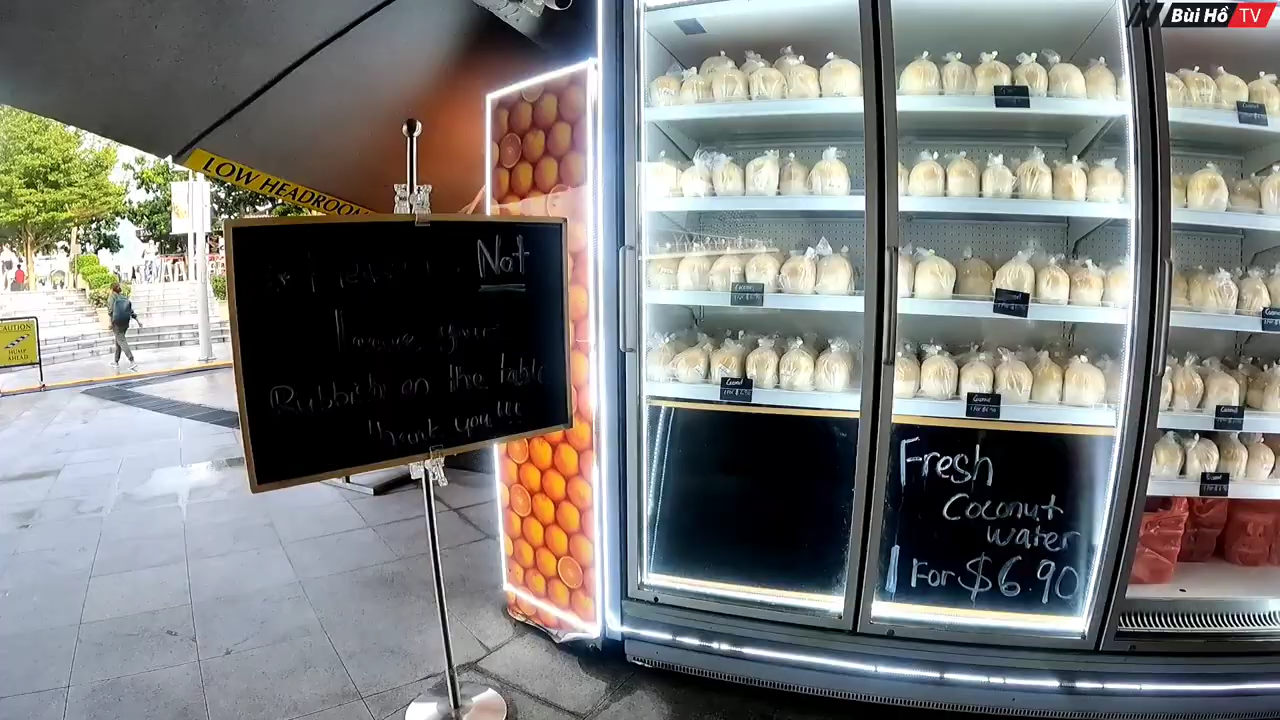 Bùi Hồ TV
LOW HEADROOM
Not
leave your
Rubbish on the table
thank you!!!
CAUTION
HUMP
AHEAD
Fresh
Coconut
water
1 For $6.90